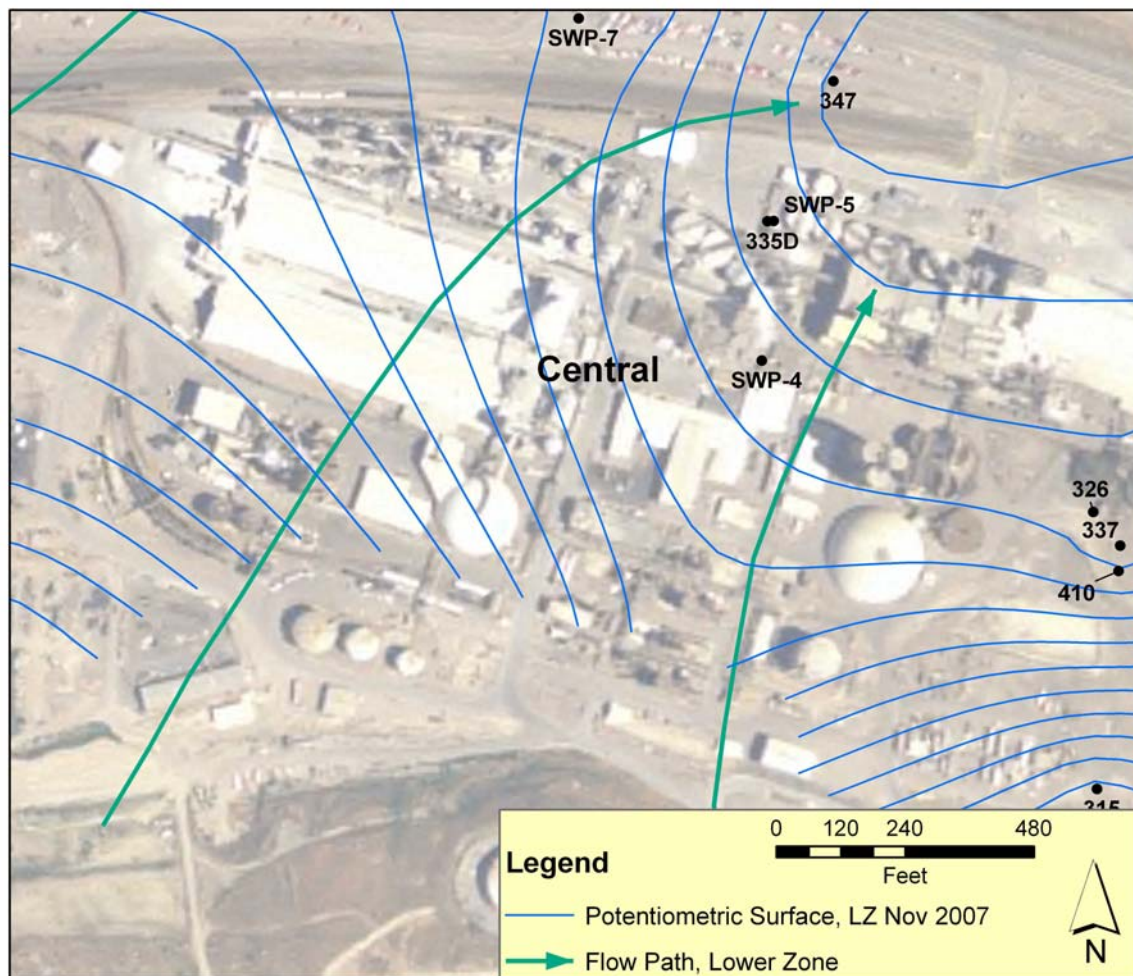 SWP-7
347
SWP-5
335D
Central
SWP-4
326
337
410
315
0 120 240 480
Feet
Legend
Potentiometric Surface, LZ Nov 2007
Flow Path, Lower Zone
N